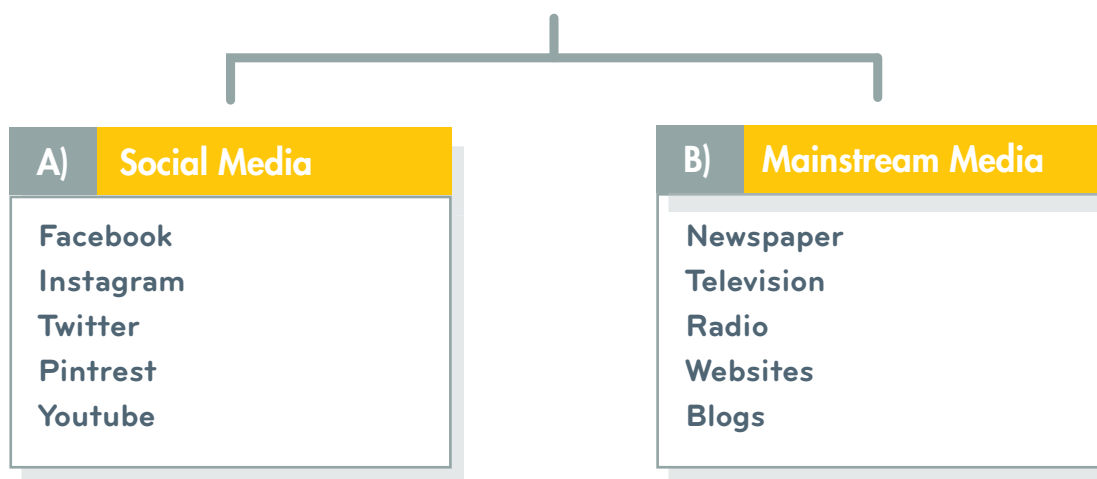 A) Social Media
Facebook
Instagram
Twitter
Pintrest
Youtube
B) Mainstream Media
Newspaper
Television
Radio
Websites
Blogs